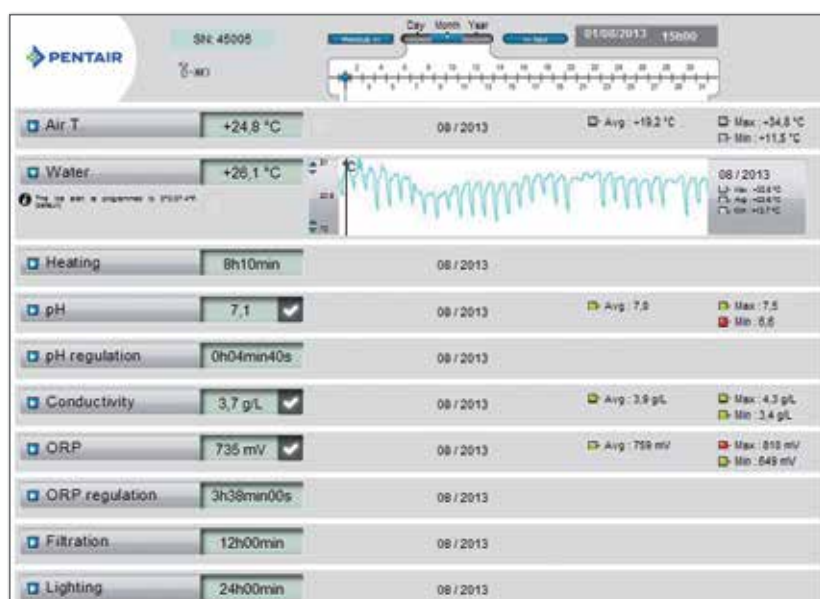 SN: 45005
Day Month Year
01/08/2013 15h00
PENTAIR
Air T
+24,8 °C
08 / 2013
Avg : +19,2 °C
Max : +34,8 °C
Min : +11,5 °C
Water
+26,1 °C
°C
08 / 2013
Heating
8h10min
08 / 2013
pH
7,1
08 / 2013
Max : 7,5
Min : 6,6
pH regulation
0h04min40s
08 / 2013
Conductivity
3,7 g/L
08 / 2013
Avg : 3,9 g/L
Max : 4,3 g/L
Min : 3,4 g/L
ORP
735 mV
08 / 2013
Avg : 759 mV
Max : 810 mV
Min : 649 mV
ORP regulation
3h38min00s
08 / 2013
Filtration
12h00min
08 / 2013
Lighting
24h00min
08 / 2013